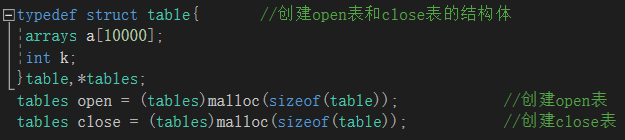 typedef struct table{ //创建open表和close表的结构体
arrays a[10000];
int k;
}table,*tables;
tables open = (tables)malloc(sizeof(table)); //创建open表
tables close = (tables)malloc(sizeof(table)); //创建close表